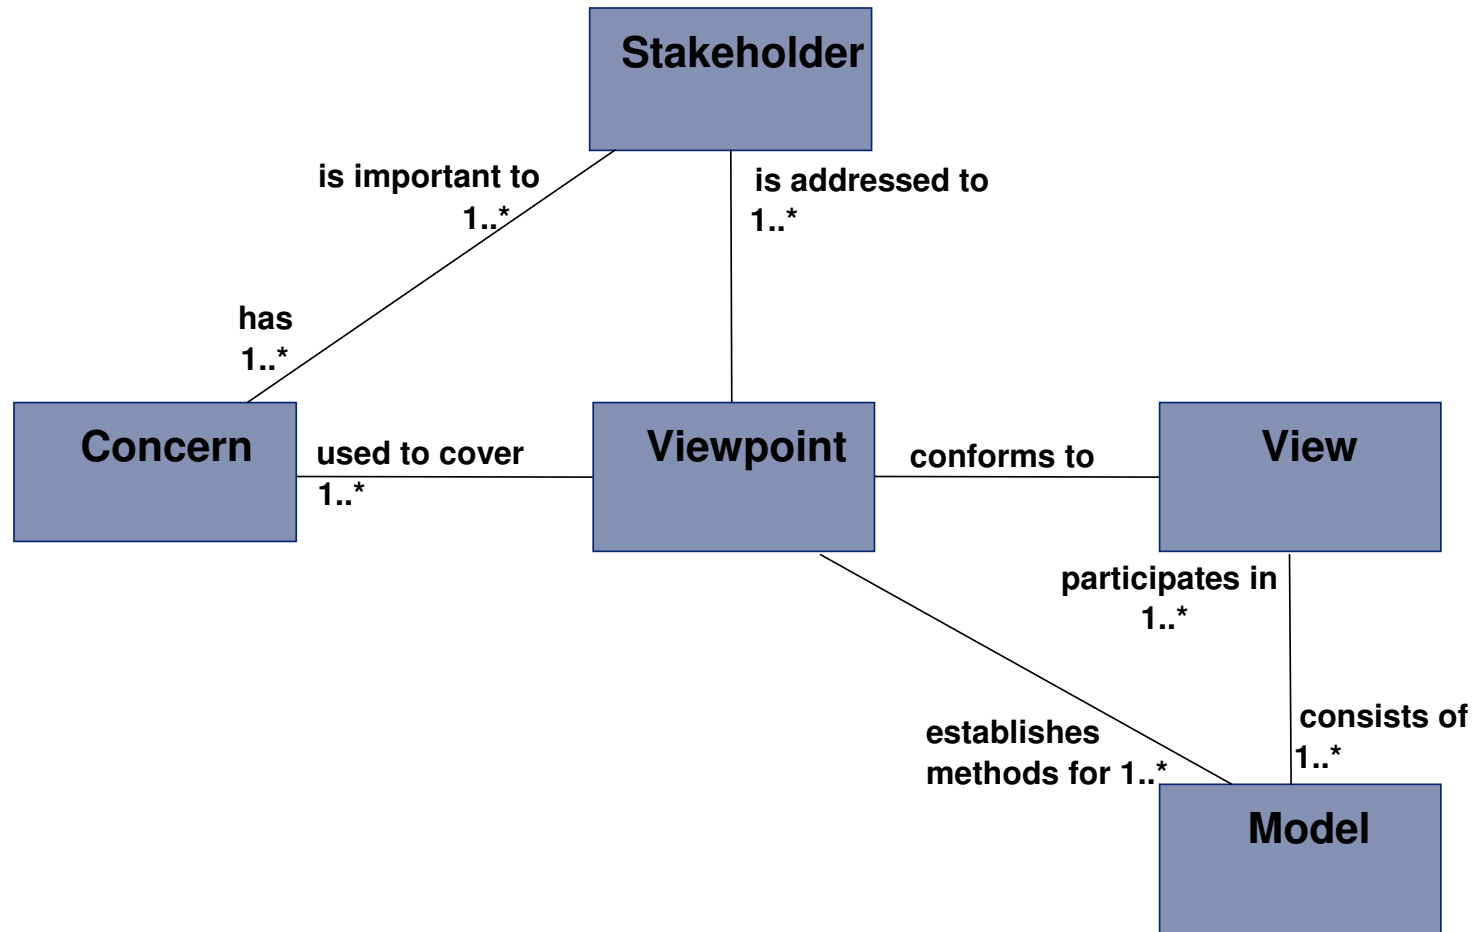 Stakeholder
is important to
1..*
is addressed to
1..*
has
1..*
Concern
used to cover
1..*
Viewpoint
conforms to
View
participates in
1..*
establishes
methods for 1..*
consists of
1..*
Model